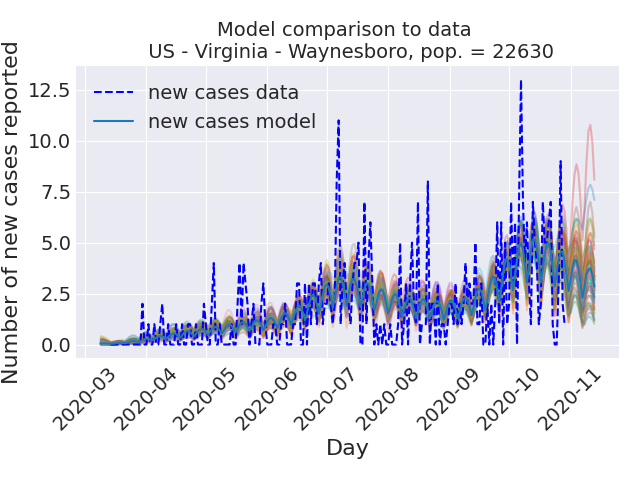 Model comparison to data
US - Virginia - Waynesboro, pop. = 22630
Number of new cases reported
12.5
10.0
7.5
5.0
2.5
0.0
new cases data
new cases model
2020-03
2020-04
2020-05
2020-06
2020-07
2020-08
2020-09
2020-10
2020-11
Day